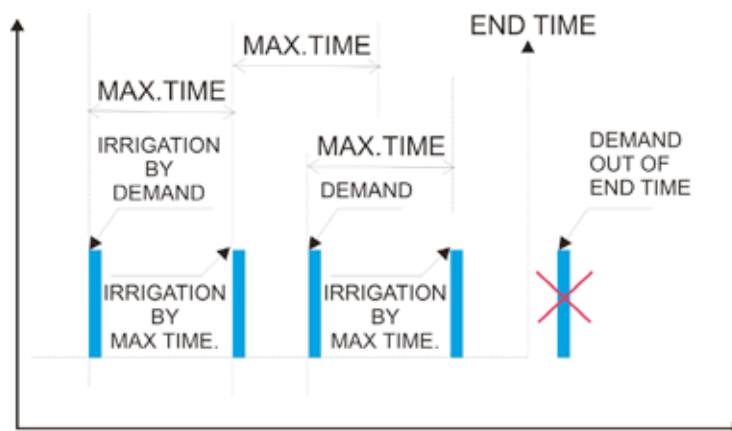 END TIME
MAX.TIME
MAX.TIME
IRRIGATION
BY
DEMAND
MAX.TIME
DEMAND
DEMAND
OUT OF
END TIME
IRRIGATION
BY
MAX TIME.
IRRIGATION
BY
MAX TIME.